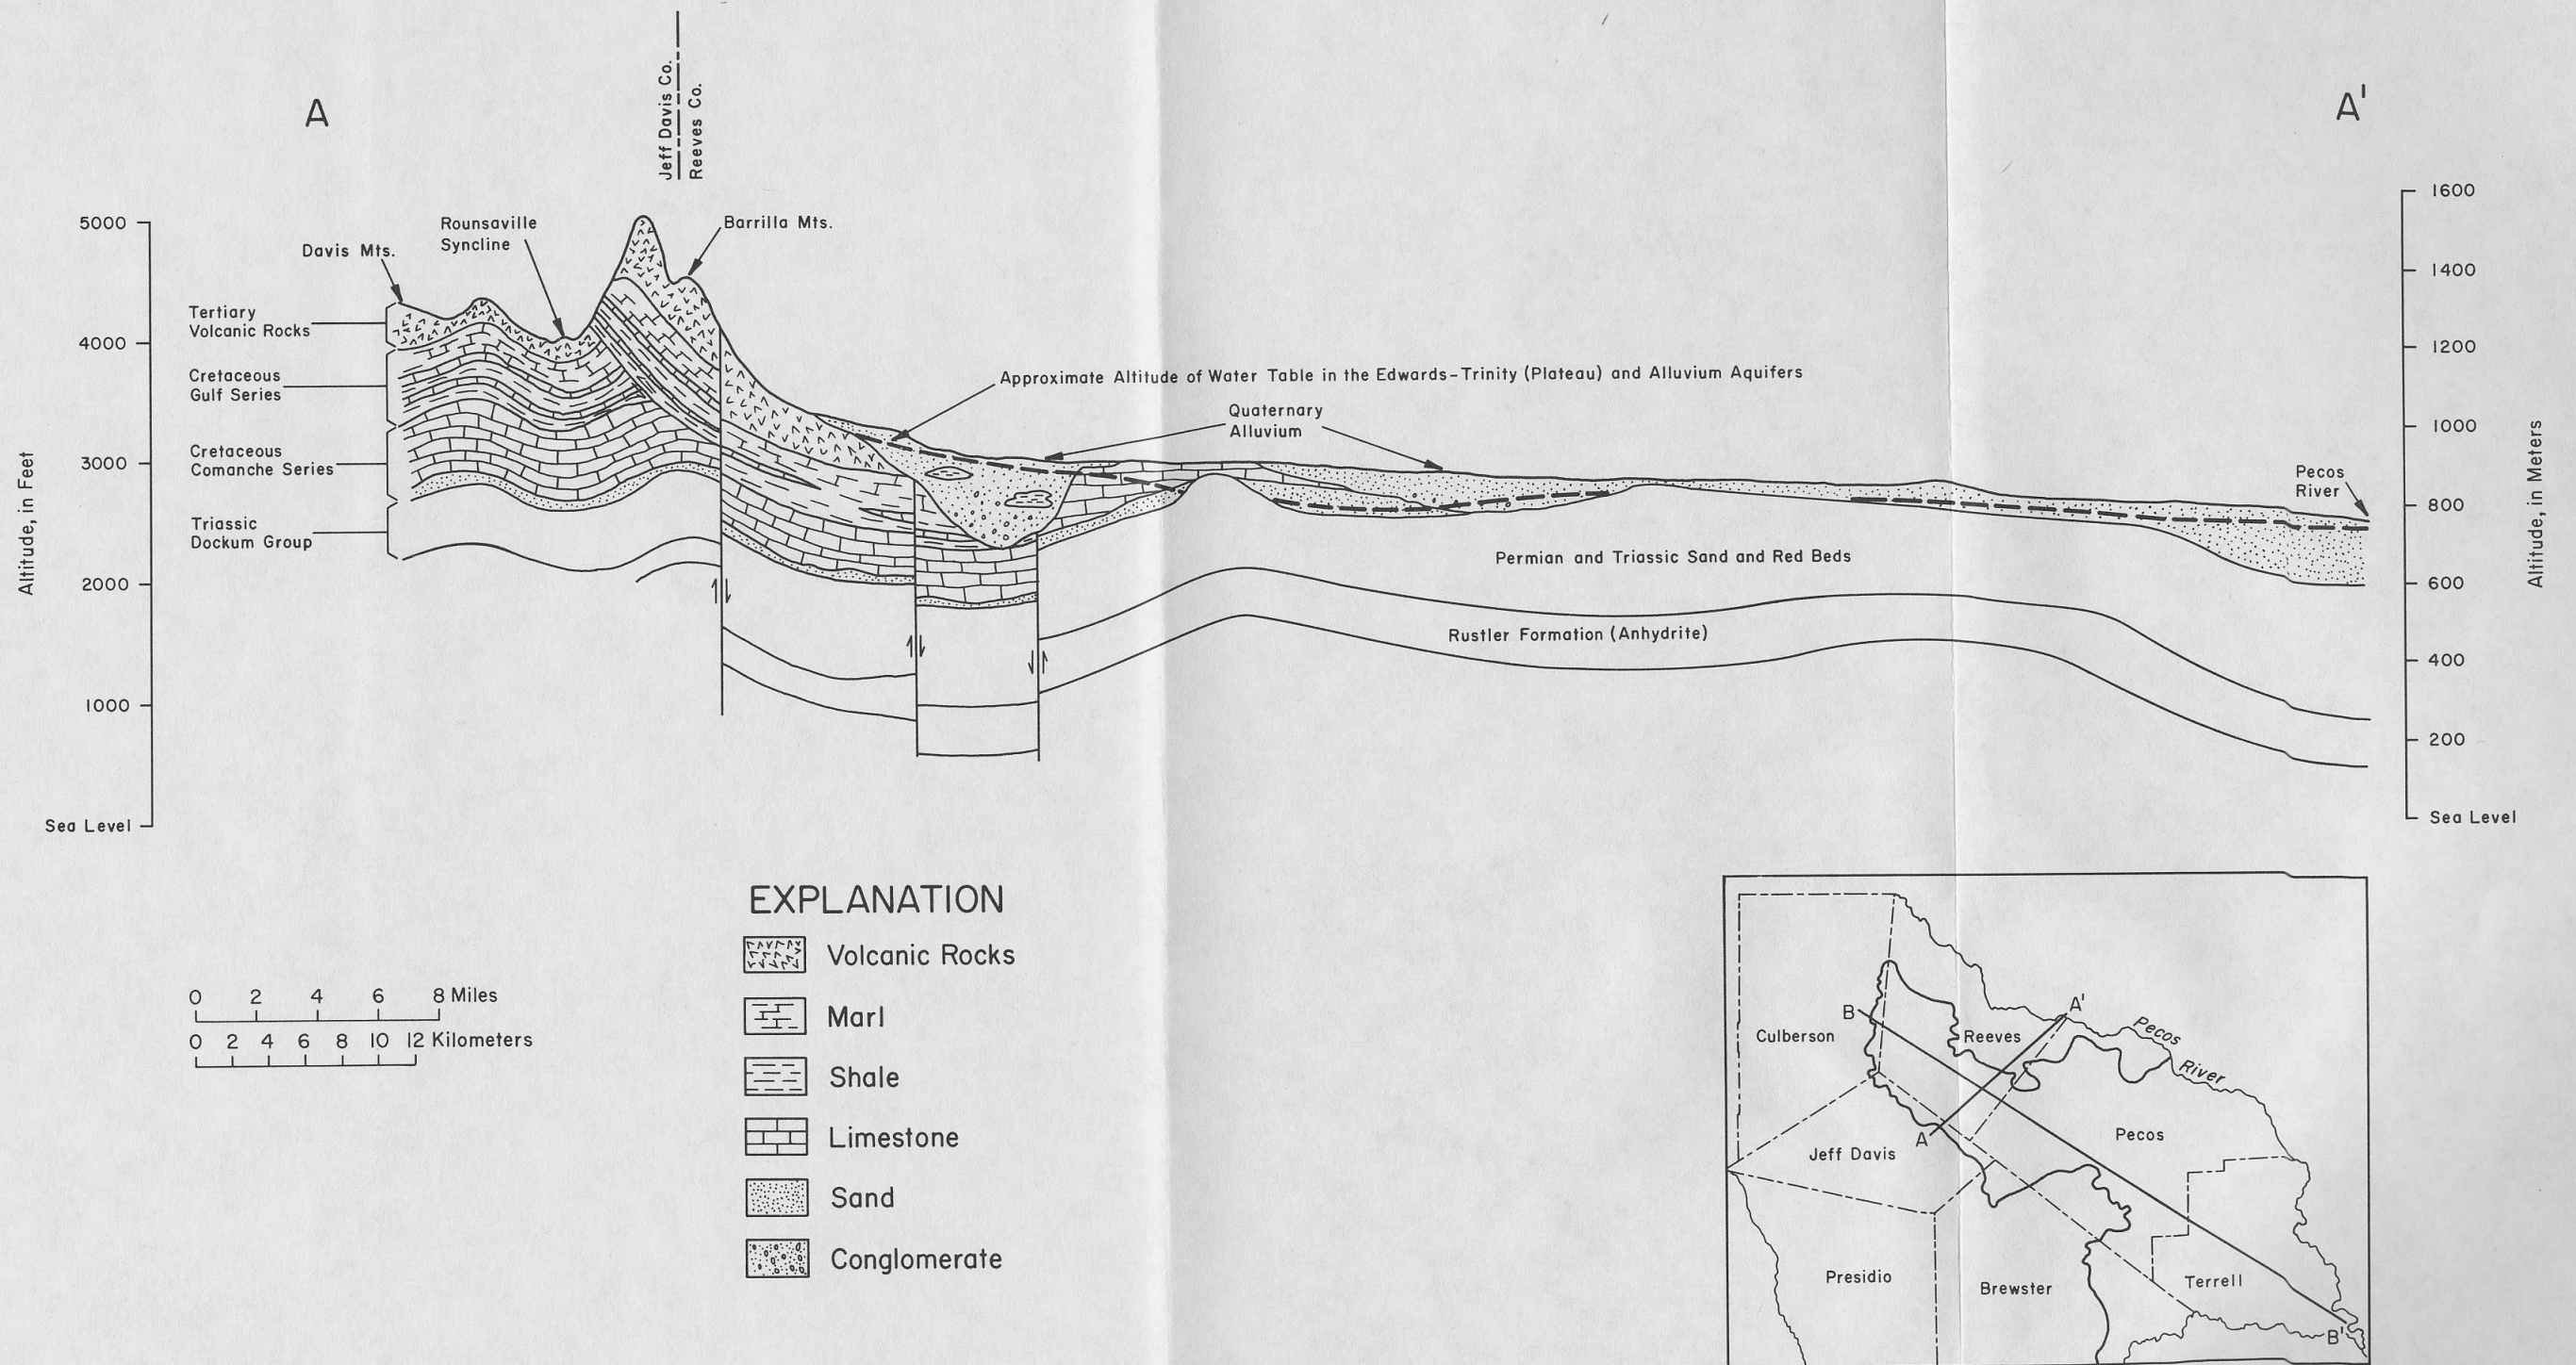 A
Jeff Davis Co.
Reeves Co.
A'
5000
4000
3000
2000
1000
Sea Level
Altitude, in Feet
Davis Mts.
Rounsaville
Syncline
Barrilla Mts.
Tertiary
Volcanic Rocks
Cretaceous
Gulf Series
Cretaceous
Comanche Series
Triassic
Dockum Group
Approximate Altitude of Water Table in the Edwards-Trinity (Plateau) and Alluvium Aquifers
Quaternary
Alluvium
Pecos
River
Permian and Triassic Sand and Red Beds
Rustler Formation (Anhydrite)
1600
1400
1200
1000
800
600
400
200
Sea Level
Altitude, in Meters
0 2 4 6 8 Miles
0 2 4 6 8 10 12 Kilometers
EXPLANATION
Volcanic Rocks
Marl
Shale
Limestone
Sand
Conglomerate
B
A'
Culberson
Reeves
Pecos
River
A
Jeff Davis
Pecos
Presidio
Brewster
Terrell
B'